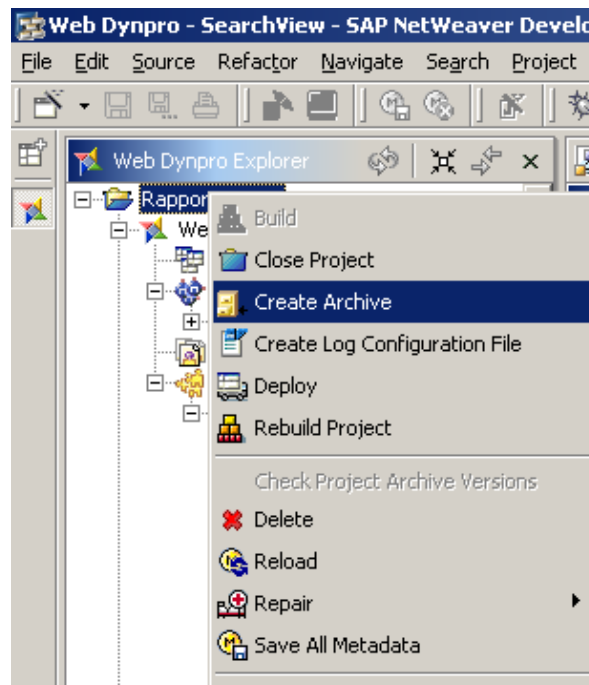 Web Dynpro - SearchView - SAP NetWeaver Develo
File Edit Source Refactor Navigate Search Project
Web Dynpro Explorer
Rappor
We
Build
Close Project
Create Archive
Create Log Configuration File
Deploy
Rebuild Project
Check Project Archive Versions
Delete
Reload
Repair
Save All Metadata